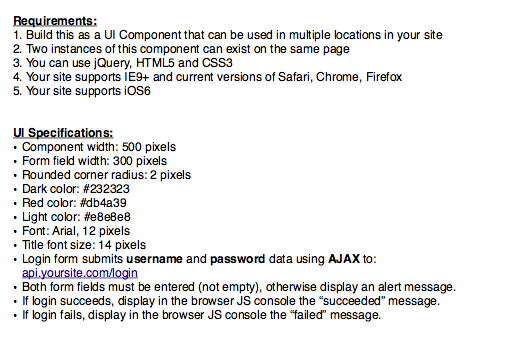 Requirements:
1. Build this as a UI Component that can be used in multiple locations in your site
2. Two instances of this component can exist on the same page
3. You can use jQuery, HTML5 and CSS3
4. Your site supports IE9+ and current versions of Safari, Chrome, Firefox
5. Your site supports iOS6
UI Specifications:
• Component width: 500 pixels
• Form field width: 300 pixels
• Rounded corner radius: 2 pixels
• Dark color: #232323
• Red color: #db4a39
• Light color: #e8e8e8
• Font: Arial, 12 pixels
• Title font size: 14 pixels
• Login form submits username and password data using AJAX to:
api.yoursite.com/login
• Both form fields must be entered (not empty), otherwise display an alert message.
• If login succeeds, display in the browser JS console the “succeeded” message.
• If login fails, display in the browser JS console the “failed” message.